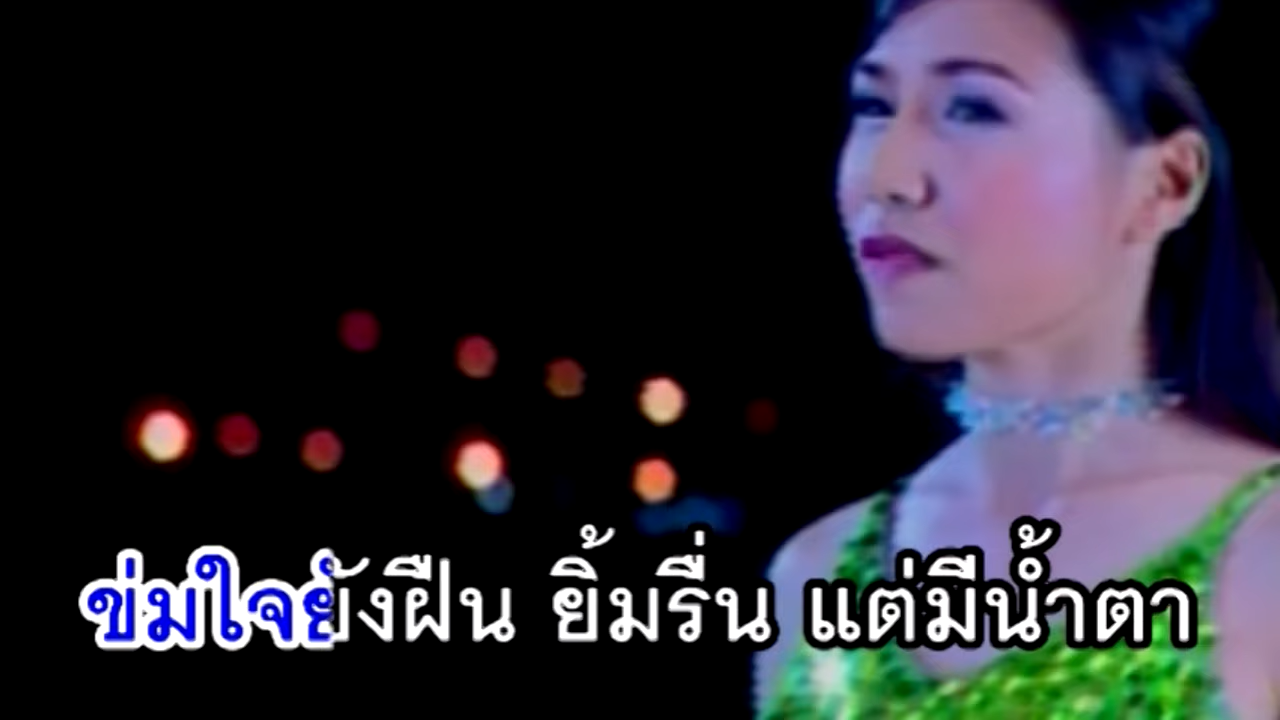 ข่มใจยังฝืน ยิ้มรื่น แต่มีน้ำตา